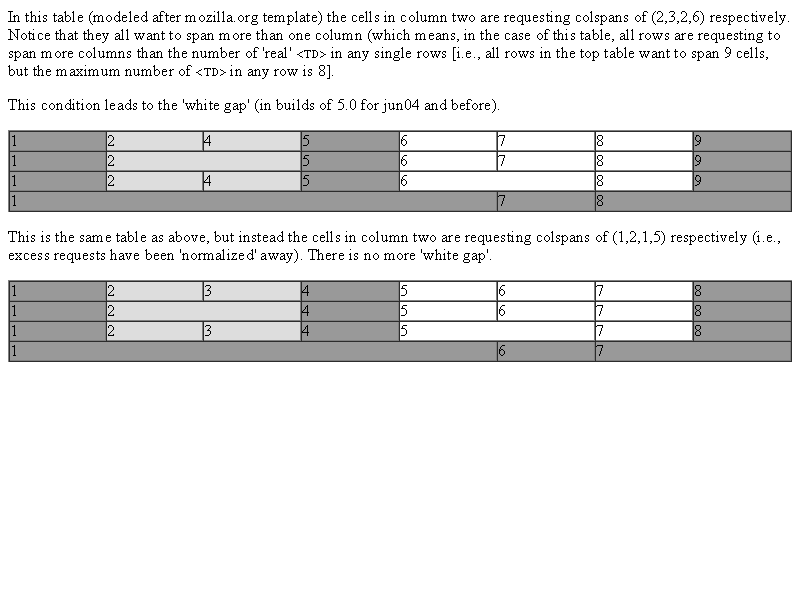 In this table (modeled after mozilla.org template) the cells in column two are requesting colspans of (2,3,2,6) respectively.
Notice that they all want to span more than one column (which means, in the case of this table, all rows are requesting to
span more columns than the number of 'real' <TD> in any single rows [i.e., all rows in the top table want to span 9 cells,
but the maximum number of <TD> in any row is 8].
This condition leads to the 'white gap' (in builds of 5.0 for jun04 and before).
1 2 4 5 6 7 8 9
1 2 5 6 7 8 9
1 2 4 5 6 8 9
1 7 8
This is the same table as above, but instead the cells in column two are requesting colspans of (1,2,1,5) respectively (i.e.,
excess requests have been 'normalized' away). There is no more 'white gap'.
1 2 3 4 5 6 7 8
1 2 4 5 6 7 8
1 2 3 4 5 7 8
1 6 7